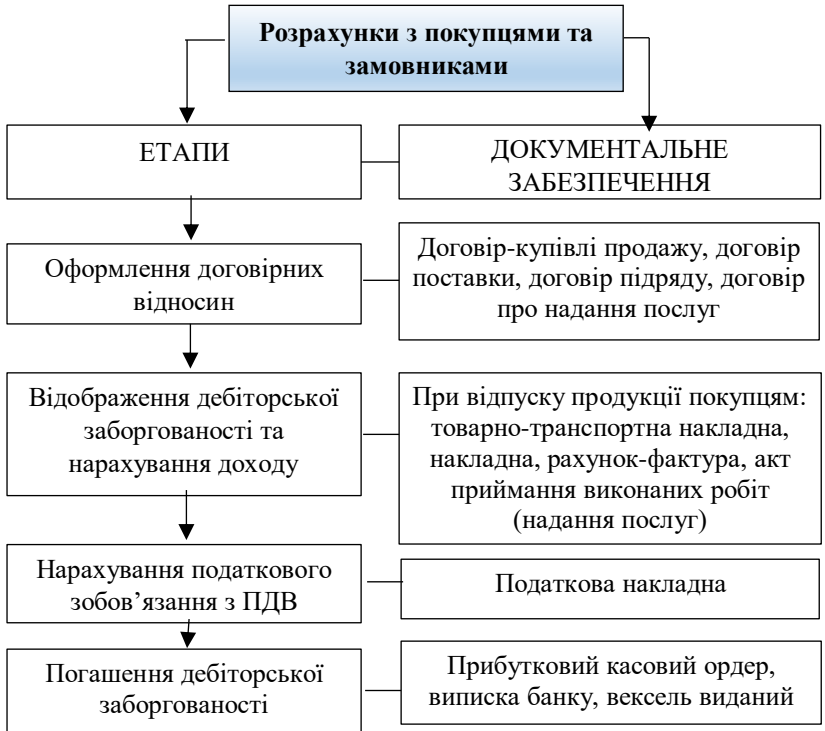 Розрахунки з покупцями та
замовниками
ЕТАПИ
ДОКУМЕНТАЛЬНЕ
ЗАБЕЗПЕЧЕННЯ
Оформлення договірних
відносин
Договір-купівлі продажу, договір
поставки, договір підряду, договір
про надання послуг
Відображення дебіторської
заборгованості та
нарахування доходу
При відпуску продукції покупцям:
товарно-транспортна накладна,
накладна, рахунок-фактура, акт
приймання виконаних робіт
(надання послуг)
Нарахування податкового
зобов’язання з ПДВ
Податкова накладна
Погашення дебіторської
заборгованості
Прибутковий касовий ордер,
виписка банку, вексель виданий